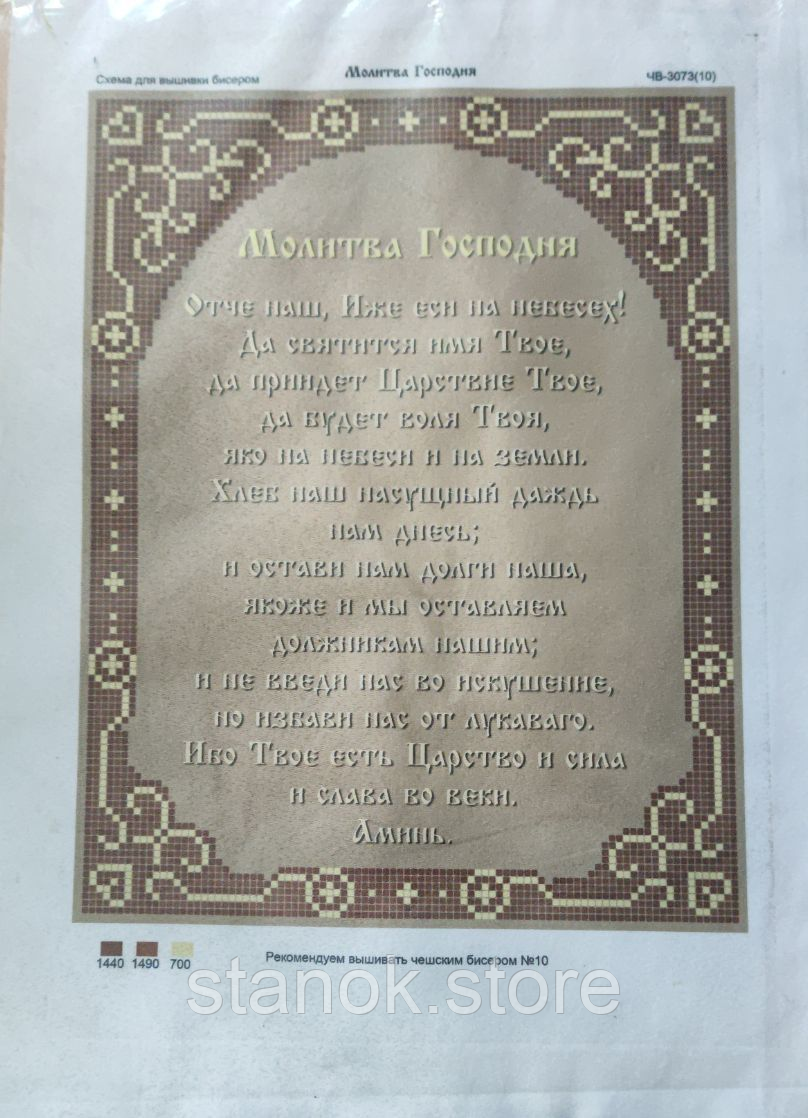 Схема для вышивки бисером
Молитва Господня
ЧВ-3073(10)
Молитва Господня
Отче наш, Иже еси на небесех!
Да святится имя Твое,
да приидет Царствие Твое,
да будет воля Твоя,
яко на небеси и на земли.
Хлеб наш насущный даждь
нам днесь;
и остави нам долги наша,
якоже и мы оставляем
должникам нашим;
и не введи нас во искушение,
но избави нас от лукаваго.
Ибо Твое есть Царство и сила
и слава во веки.
Аминь.
1440 1490 700
Рекомендуем вышивать чешским бисером №10
stanok.store